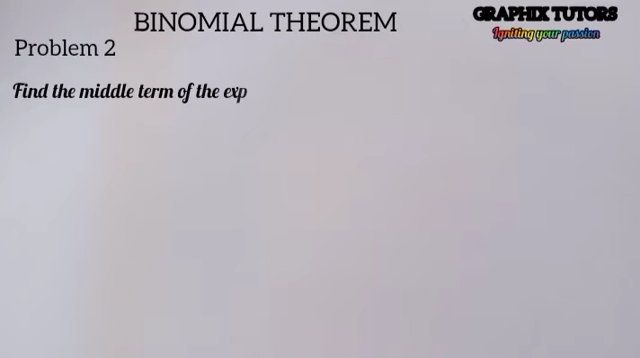 BINOMIAL THEOREM
GRAPHIX TUTORS
Igniting your passion
Problem 2
Find the middle term of the exp